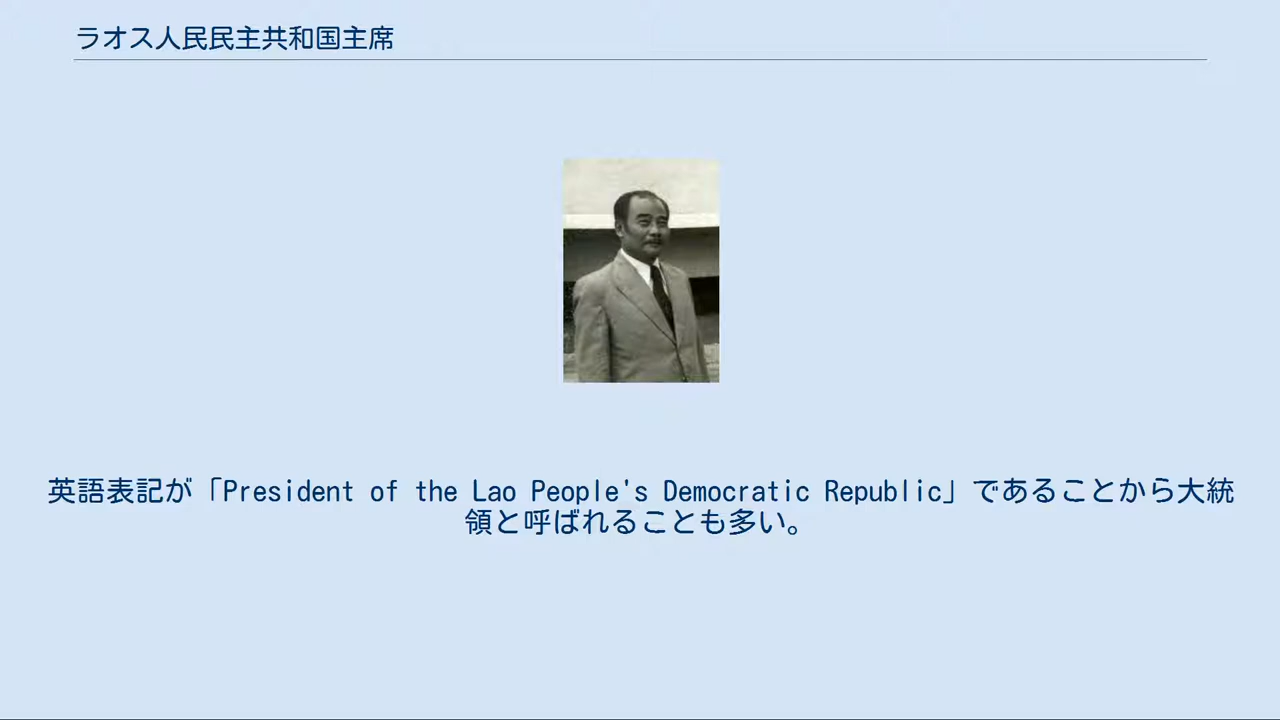 ラオス人民民主共和国主席
英語表記が「President of the Lao People's Democratic Republic」であることから大統
領と呼ばれることも多い。